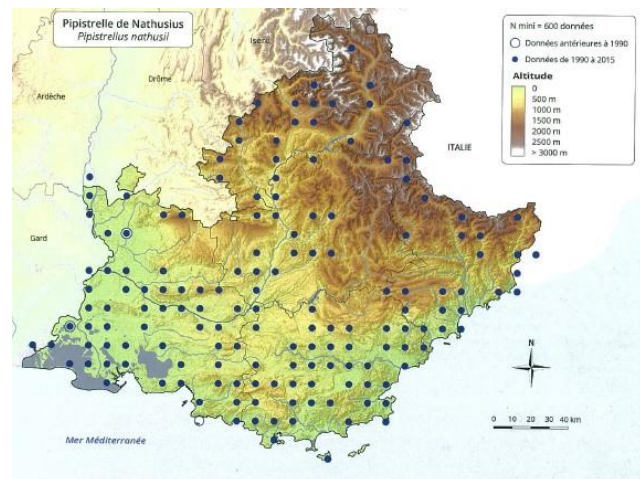 Pipistrelle de Nathusius
Pipistrellus nathusii
Isère
Drôme
Ardèche
Gard
ITALIE
Mer Méditerranée
N mini = 600 données
Données antérieures à 1990
Données de 1990 à 2015
Altitude
0
500 m
1000 m
1500 m
2000 m
2500 m
> 3000 m
N
0 10 20 30 40 km